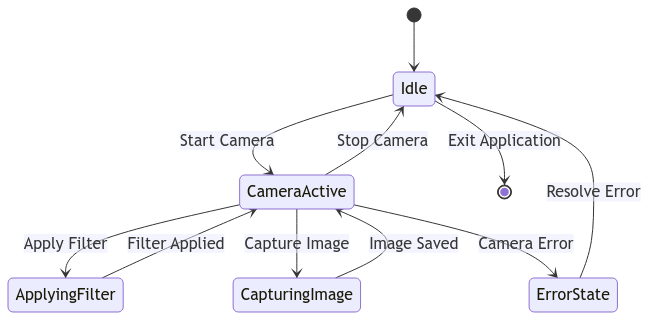 Idle
Start Camera
Stop Camera
Exit Application
CameraActive
Resolve Error
Apply Filter
Filter Applied
Capture Image
Image Saved
Camera Error
ApplyingFilter
CapturingImage
ErrorState